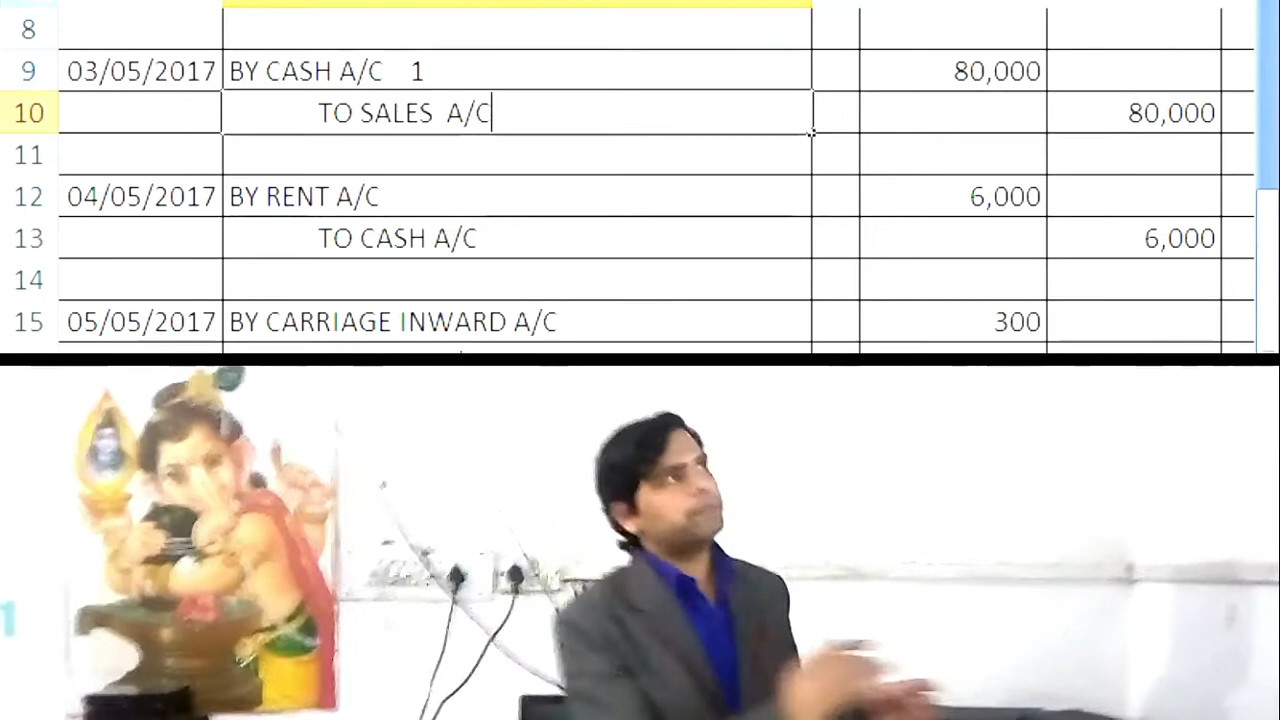 8
9 03/05/2017 BY CASH A/C 1 80,000
10 TO SALES A/C 80,000
11
12 04/05/2017 BY RENT A/C 6,000
13 TO CASH A/C 6,000
14
15 05/05/2017 BY CARRIAGE INWARD A/C 300
1